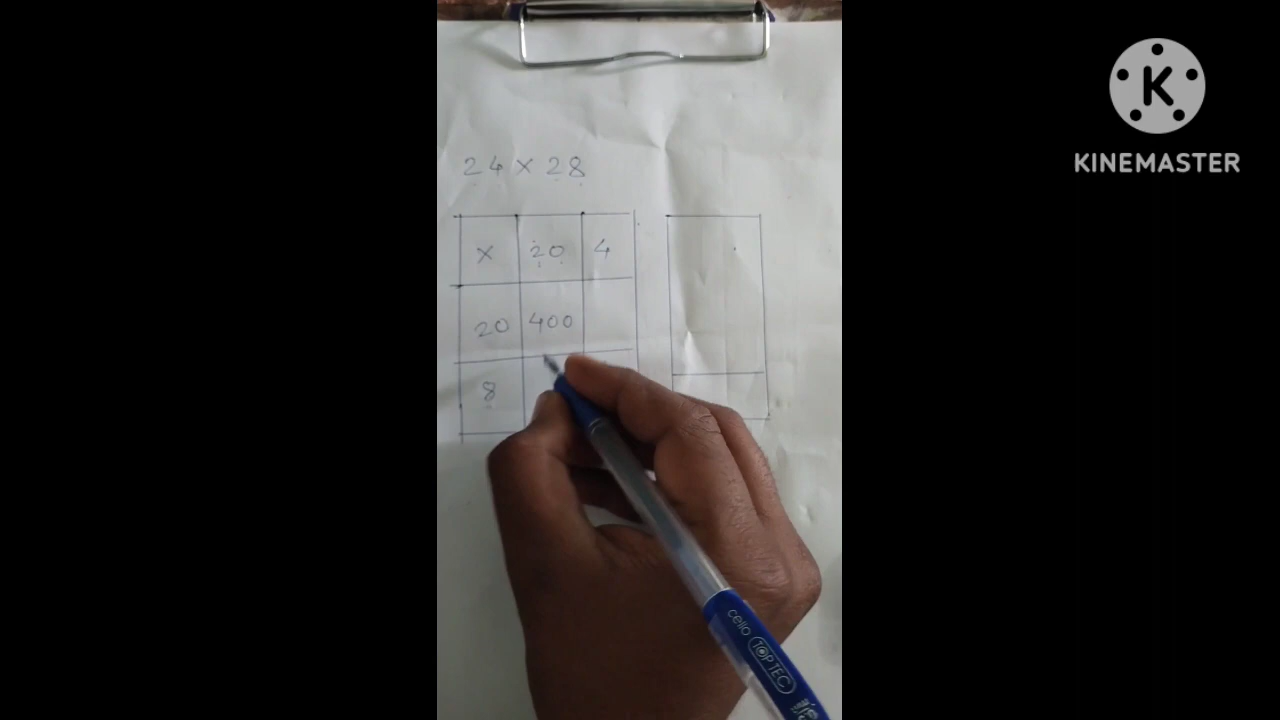 24 × 28
× 20 4
20 400
8
K
KINEMASTER
cello
TOPTEC